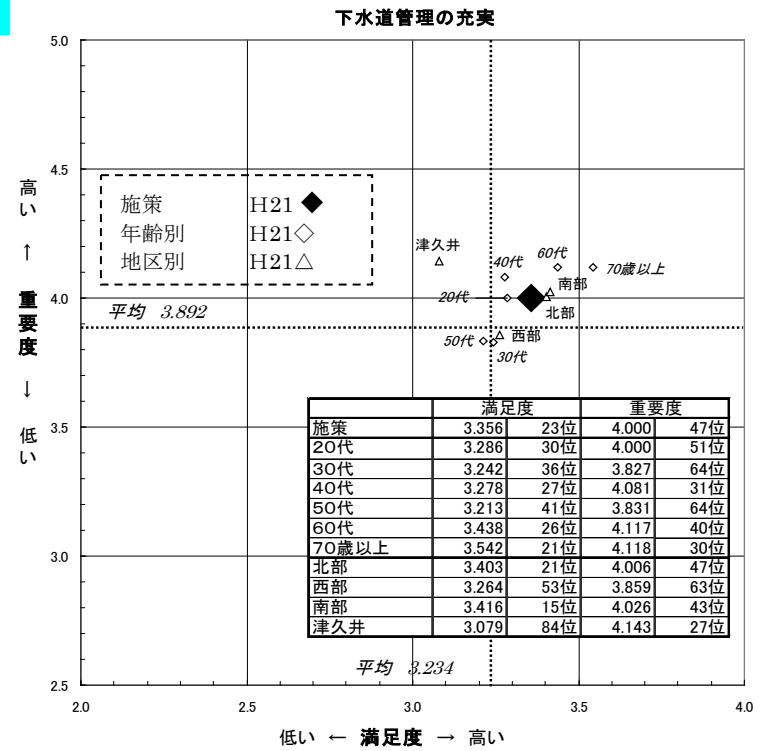 下水道管理の充実
5.0
4.5
4.0
3.5
3.0
2.5
高い ↑ 重要度 ↓ 低い
施策 H21 ◆
年齢別 H21◇
地区別 H21△
平均 3.892
津久井
40代
60代
70歳以上
20代
南部
北部
50代
西部
30代
満足度 重要度
施策 3.356 23位 4.000 47位
20代 3.286 30位 4.000 51位
30代 3.242 36位 3.827 64位
40代 3.278 27位 4.081 31位
50代 3.213 41位 3.831 64位
60代 3.438 26位 4.117 40位
70歳以上 3.542 21位 4.118 30位
北部 3.403 21位 4.006 47位
西部 3.264 53位 3.859 63位
南部 3.416 15位 4.026 43位
津久井 3.079 84位 4.143 27位
平均 3.234
2.0 2.5 3.0 3.5 4.0
低い ← 満足度 → 高い